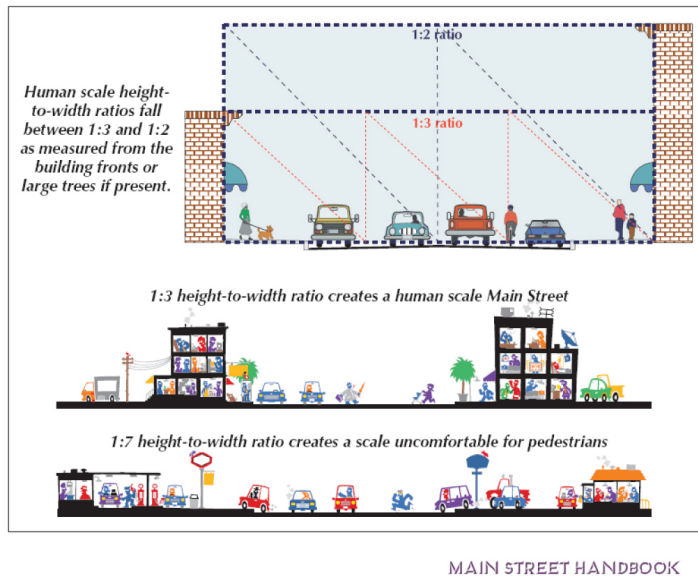 1:2 ratio
Human scale height-
to-width ratios fall
between 1:3 and 1:2
as measured from the
building fronts or
large trees if present.
1:3 ratio
1:3 height-to-width ratio creates a human scale Main Street
1:7 height-to-width ratio creates a scale uncomfortable for pedestrians
MAIN STREET HANDBOOK